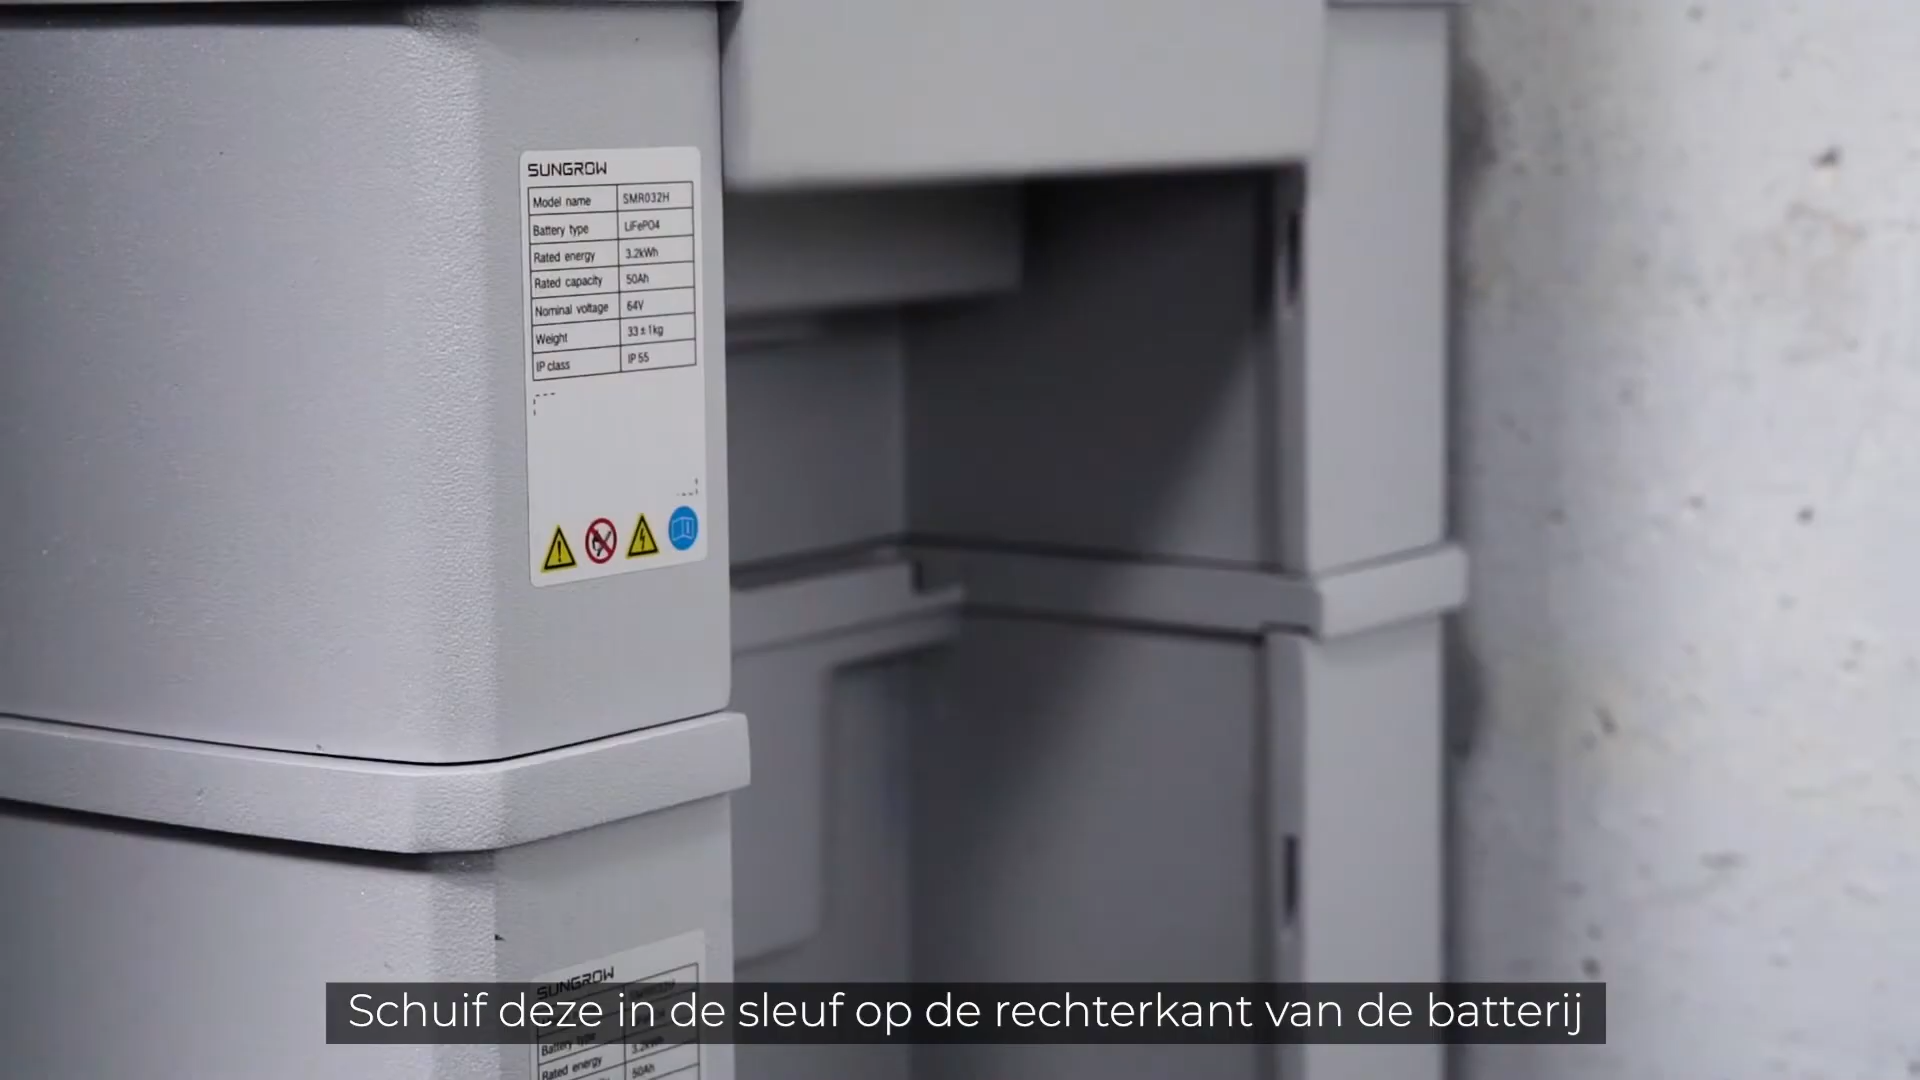 SUNGROW
Model name SMR032H
Battery type LiFePO4
Rated energy 3.2kWh
Rated capacity 50Ah
Nominal voltage 64V
Weight 33 ± 1kg
IP class IP 55
SUNGROW
Schuif deze in de sleuf op de rechterkant van de batterij
Battery type
Rated energy 3.2kWh
50Ah